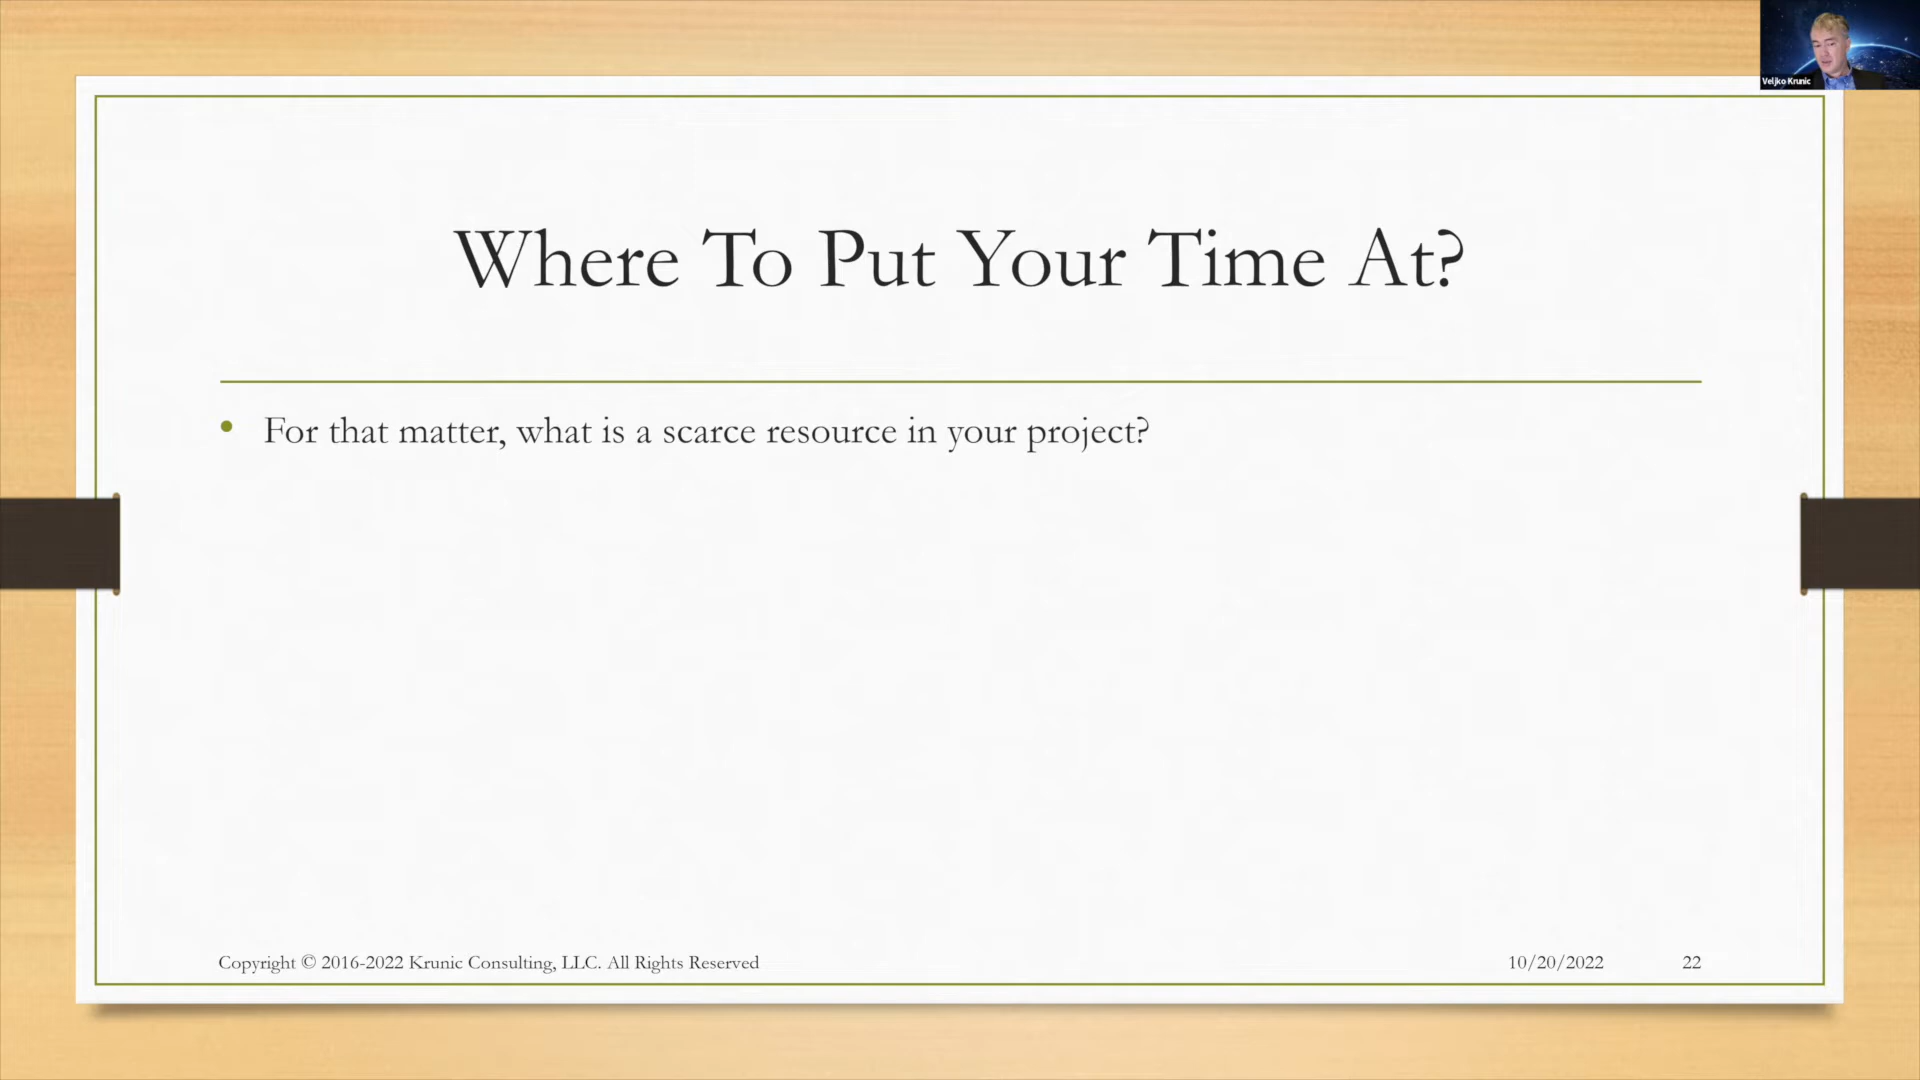 Veljko Krunic
Where To Put Your Time At?
• For that matter, what is a scarce resource in your project?
Copyright © 2016-2022 Krunic Consulting, LLC. All Rights Reserved
10/20/2022
22